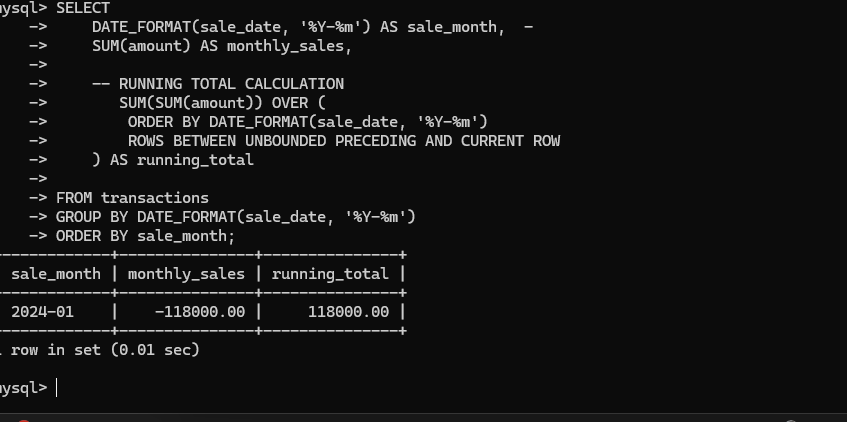 mysql> SELECT
    ->     DATE_FORMAT(sale_date, '%Y-%m') AS sale_month,  -
    ->     SUM(amount) AS monthly_sales,
    ->
    ->     -- RUNNING TOTAL CALCULATION
    ->        SUM(SUM(amount)) OVER (
    ->         ORDER BY DATE_FORMAT(sale_date, '%Y-%m')
    ->         ROWS BETWEEN UNBOUNDED PRECEDING AND CURRENT ROW
    ->     ) AS running_total
    ->
    -> FROM transactions
    -> GROUP BY DATE_FORMAT(sale_date, '%Y-%m')
    -> ORDER BY sale_month;
------------+---------------+---------------+
 sale_month | monthly_sales | running_total |
------------+---------------+---------------+
 2024-01    |    -118000.00 |     118000.00 |
------------+---------------+---------------+
 row in set (0.01 sec)

mysql>